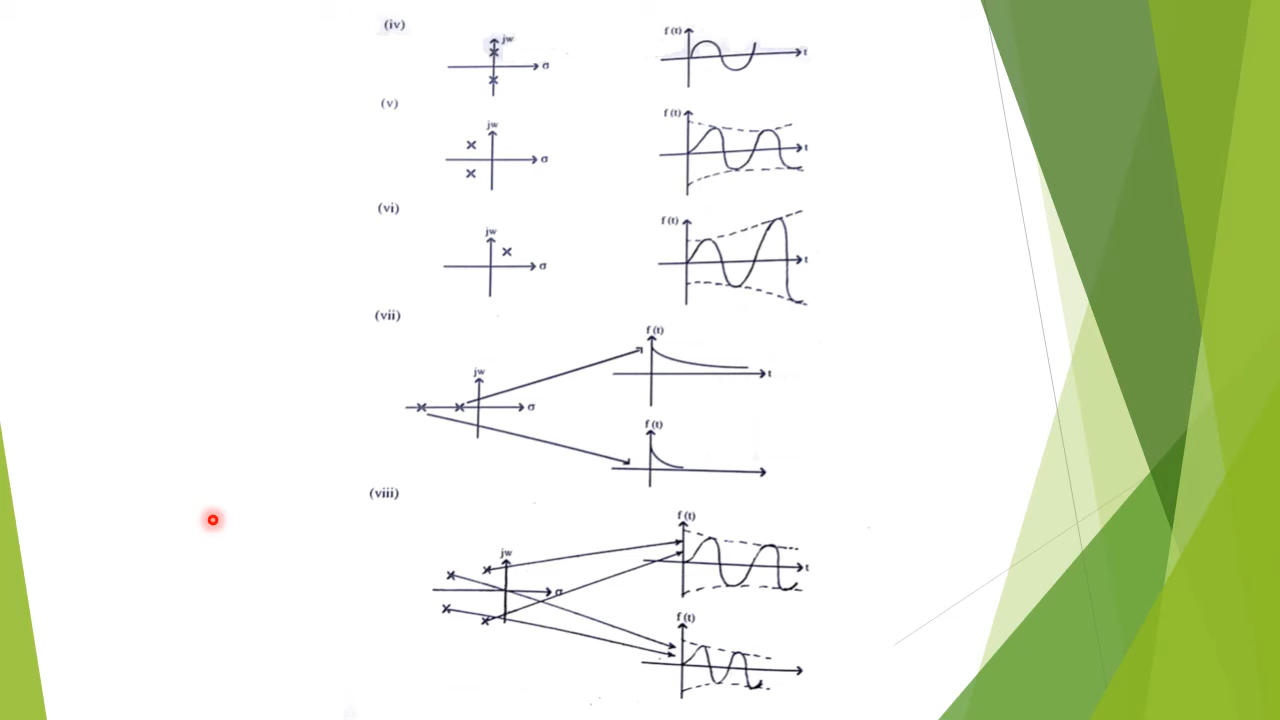 (iv)
jw
σ
f (t)
t
(v)
jw
σ
f (t)
t
(vi)
jw
σ
f (t)
t
(vii)
jw
σ
f (t)
t
f (t)
(viii)
jw
σ
f (t)
t
f (t)